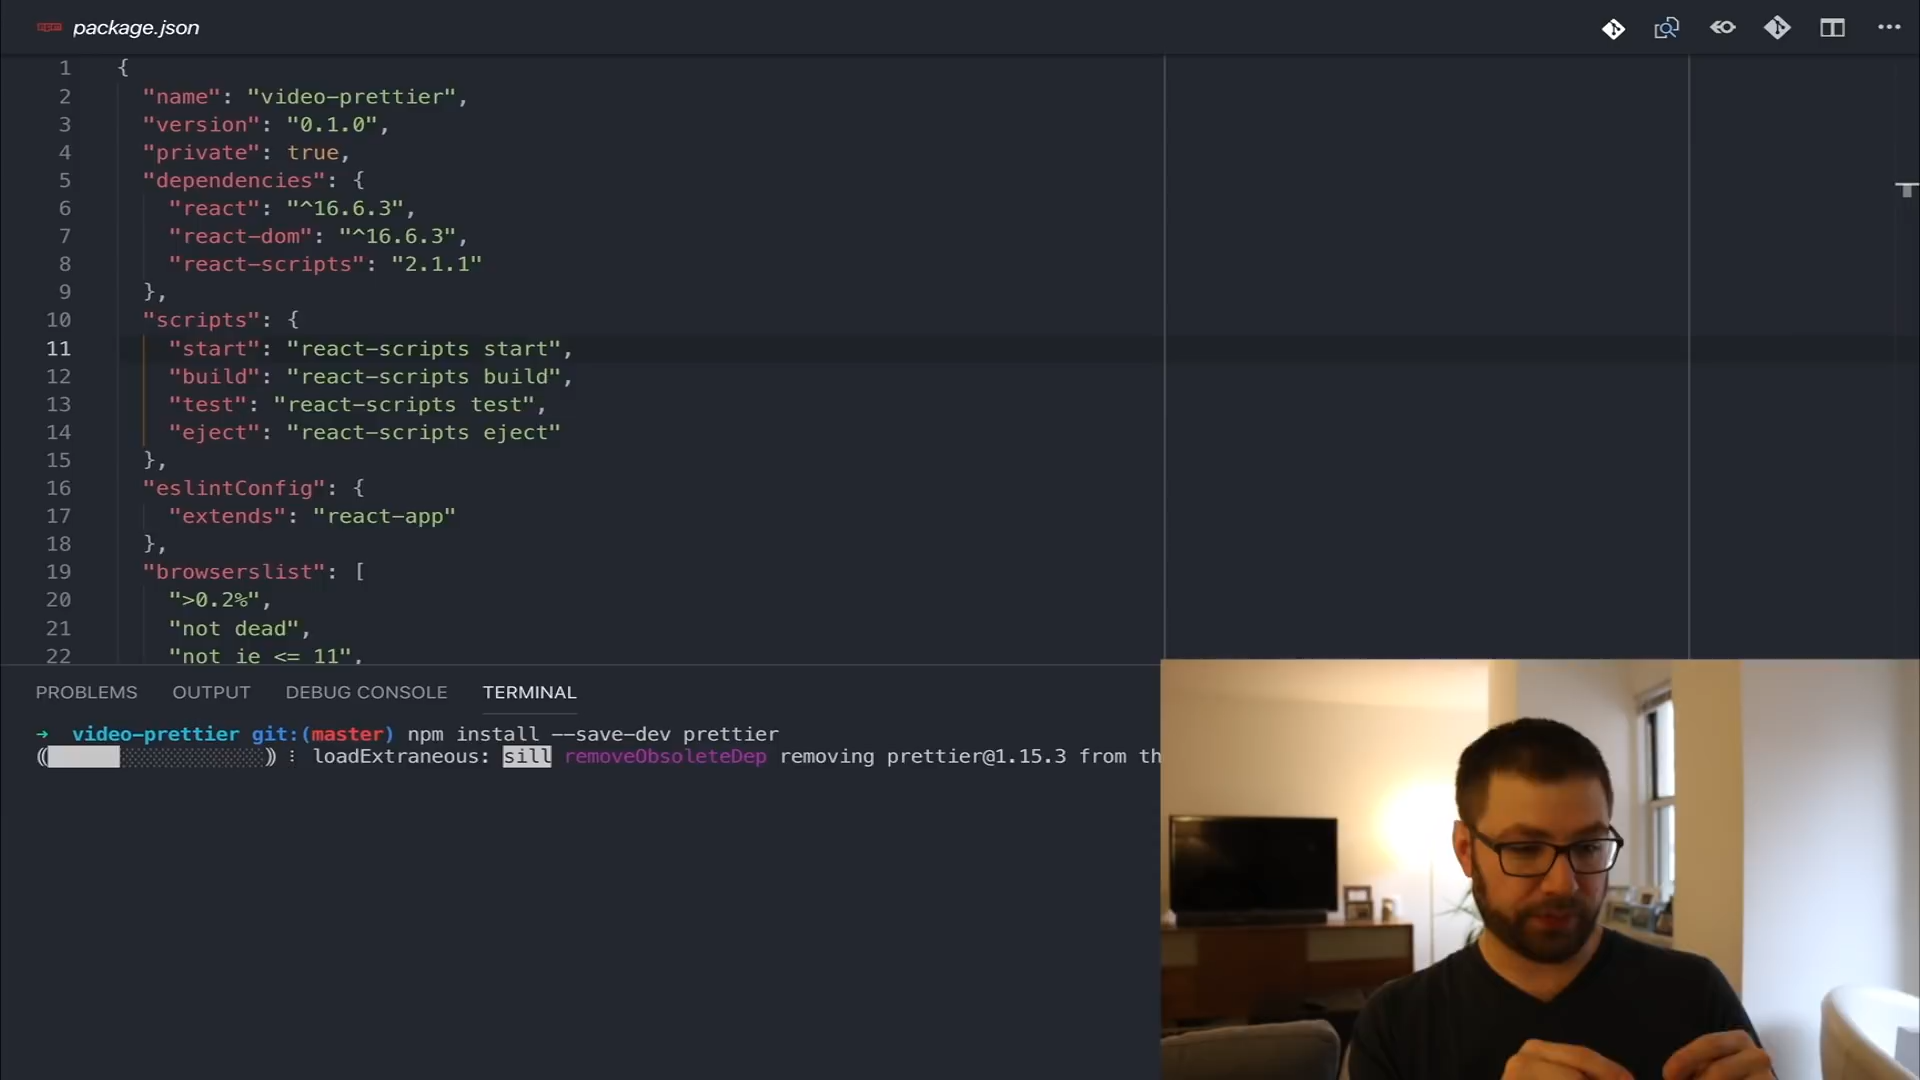 package.json
1 {
2 "name": "video-prettier",
3 "version": "0.1.0",
4 "private": true,
5 "dependencies": {
6 "react": "^16.6.3",
7 "react-dom": "^16.6.3",
8 "react-scripts": "2.1.1"
9 },
10 "scripts": {
11 "start": "react-scripts start",
12 "build": "react-scripts build",
13 "test": "react-scripts test",
14 "eject": "react-scripts eject"
15 },
16 "eslintConfig": {
17 "extends": "react-app"
18 },
19 "browserslist": [
20 ">0.2%",
21 "not dead",
22 "not ie <= 11",
PROBLEMS OUTPUT DEBUG CONSOLE TERMINAL
→ video-prettier git:(master) npm install --save-dev prettier
⸨░░⸩ ⠸ loadExtraneous: sill removeObsoleteDep removing prettier@1.15.3 from th